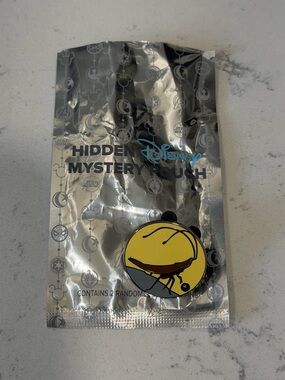 HIDDEN Disney
MYSTERY POUCH
CONTAINS 2 RANDOM